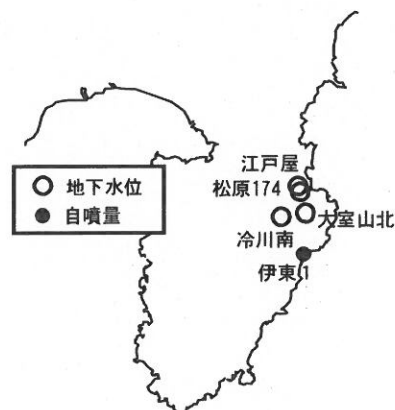 江戸屋
松原174
地下水位
自噴量
大室山北
冷川南
伊東1